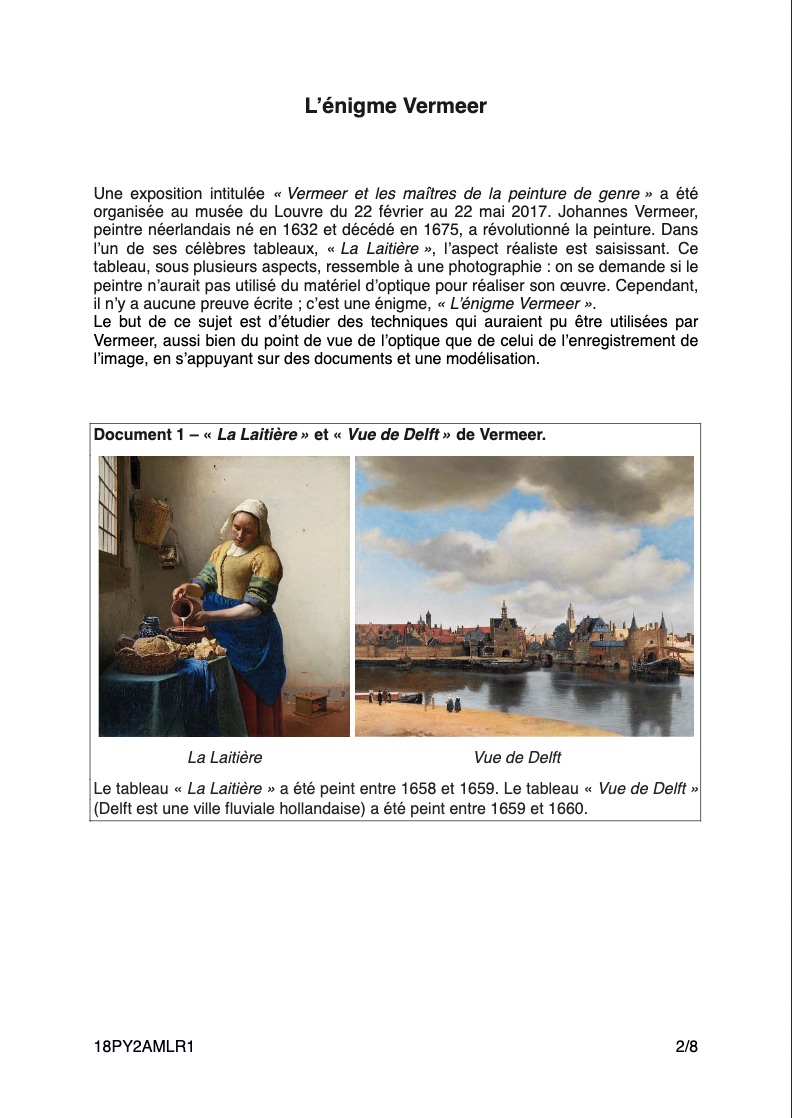 L’énigme Vermeer
Une exposition intitulée « Vermeer et les maîtres de la peinture de genre » a été
organisée au musée du Louvre du 22 février au 22 mai 2017. Johannes Vermeer,
peintre néerlandais né en 1632 et décédé en 1675, a révolutionné la peinture. Dans
l’un de ses célèbres tableaux, « La Laitière », l’aspect réaliste est saisissant. Ce
tableau, sous plusieurs aspects, ressemble à une photographie : on se demande si le
peintre n’aurait pas utilisé du matériel d’optique pour réaliser son œuvre. Cependant,
il n’y a aucune preuve écrite ; c’est une énigme, « L’énigme Vermeer ».
Le but de ce sujet est d’étudier des techniques qui auraient pu être utilisées par
Vermeer, aussi bien du point de vue de l’optique que de celui de l’enregistrement de
l’image, en s’appuyant sur des documents et une modélisation.
Document 1 – « La Laitière » et « Vue de Delft » de Vermeer.
La Laitière
Vue de Delft
Le tableau « La Laitière » a été peint entre 1658 et 1659. Le tableau « Vue de Delft »
(Delft est une ville fluviale hollandaise) a été peint entre 1659 et 1660.
18PY2AMLR1
2/8